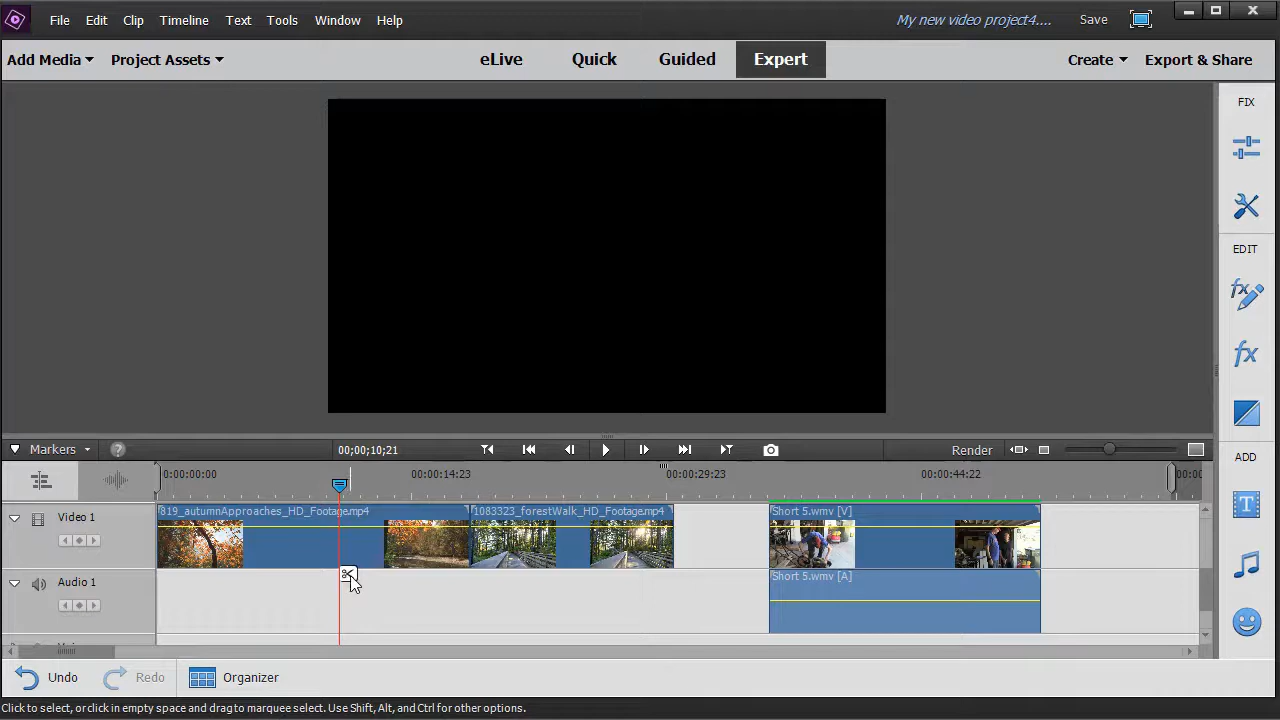 File Edit Clip Timeline Text Tools Window Help
My new video project4.... Save
Add Media Project Assets
eLive Quick Guided Expert
Create Export & Share
FIX
EDIT
ADD
Markers ? 00;00;10;21 Render
0:00:00:00 00:00:14:23 00:00:29:23 00:00:44:22 00:00
Video 1
819_autumnApproaches_HD_Footage.mp4 1083323_forestWalk_HD_Footage.mp4 Short 5.wmv [V]
Audio 1
Short 5.wmv [A]
Undo Redo Organizer
Click to select, or click in empty space and drag to marquee select. Use Shift, Alt, and Ctrl for other options.